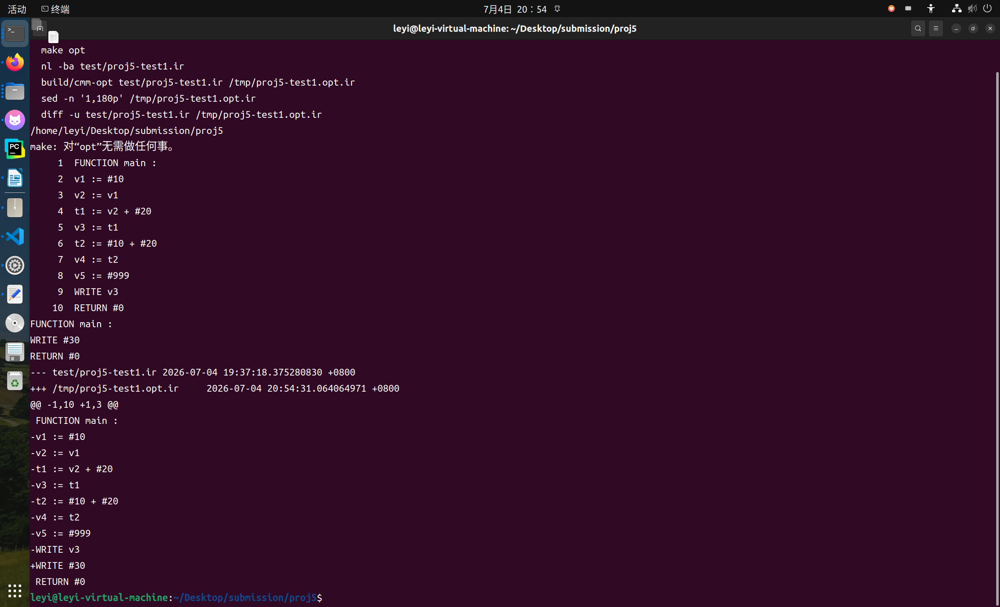 活动 终端 7月4日 20：54
leyi@leyi-virtual-machine: ~/Desktop/submission/proj5
make opt
nl -ba test/proj5-test1.ir
build/cmm-opt test/proj5-test1.ir /tmp/proj5-test1.opt.ir
sed -n '1,180p' /tmp/proj5-test1.opt.ir
diff -u test/proj5-test1.ir /tmp/proj5-test1.opt.ir
/home/leyi/Desktop/submission/proj5
make: 对“opt”无需做任何事。
1 FUNCTION main :
2 v1 := #10
3 v2 := v1
4 t1 := v2 + #20
5 v3 := t1
6 t2 := #10 + #20
7 v4 := t2
8 v5 := #999
9 WRITE v3
10 RETURN #0
FUNCTION main :
WRITE #30
RETURN #0
--- test/proj5-test1.ir 2026-07-04 19:37:18.375280830 +0800
+++ /tmp/proj5-test1.opt.ir 2026-07-04 20:54:31.064064971 +0800
@@ -1,10 +1,3 @@
FUNCTION main :
-v1 := #10
-v2 := v1
-t1 := v2 + #20
-v3 := t1
-t2 := #10 + #20
-v4 := t2
-v5 := #999
-WRITE v3
+WRITE #30
RETURN #0
leyi@leyi-virtual-machine:~/Desktop/submission/proj5$
PC